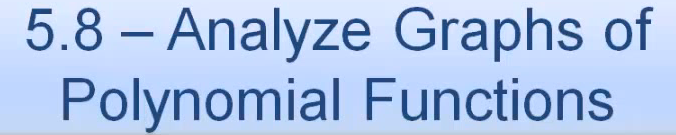 5.8 – Analyze Graphs of
Polynomial Functions